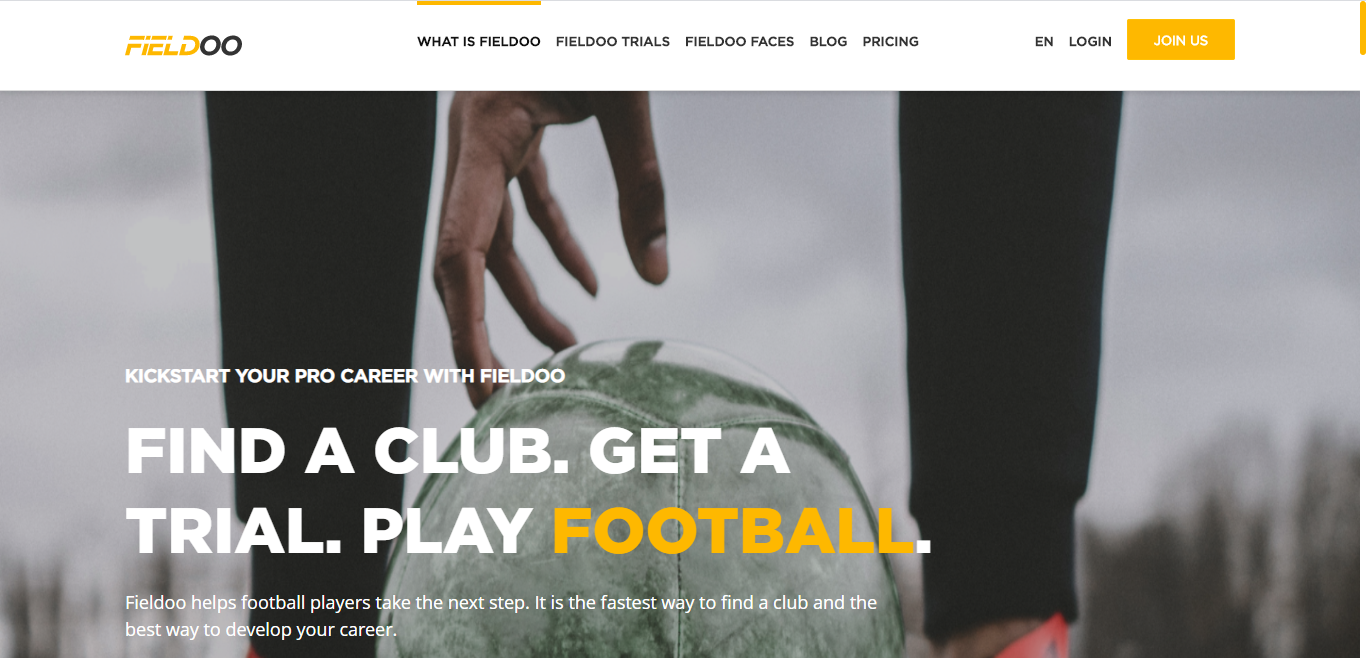 FIELDOO
WHAT IS FIELDOO
FIELDOO TRIALS
FIELDOO FACES
BLOG
PRICING
EN
LOGIN
JOIN US
KICKSTART YOUR PRO CAREER WITH FIELDOO
FIND A CLUB. GET A
TRIAL. PLAY FOOTBALL.
Fieldoo helps football players take the next step. It is the fastest way to find a club and the
best way to develop your career.